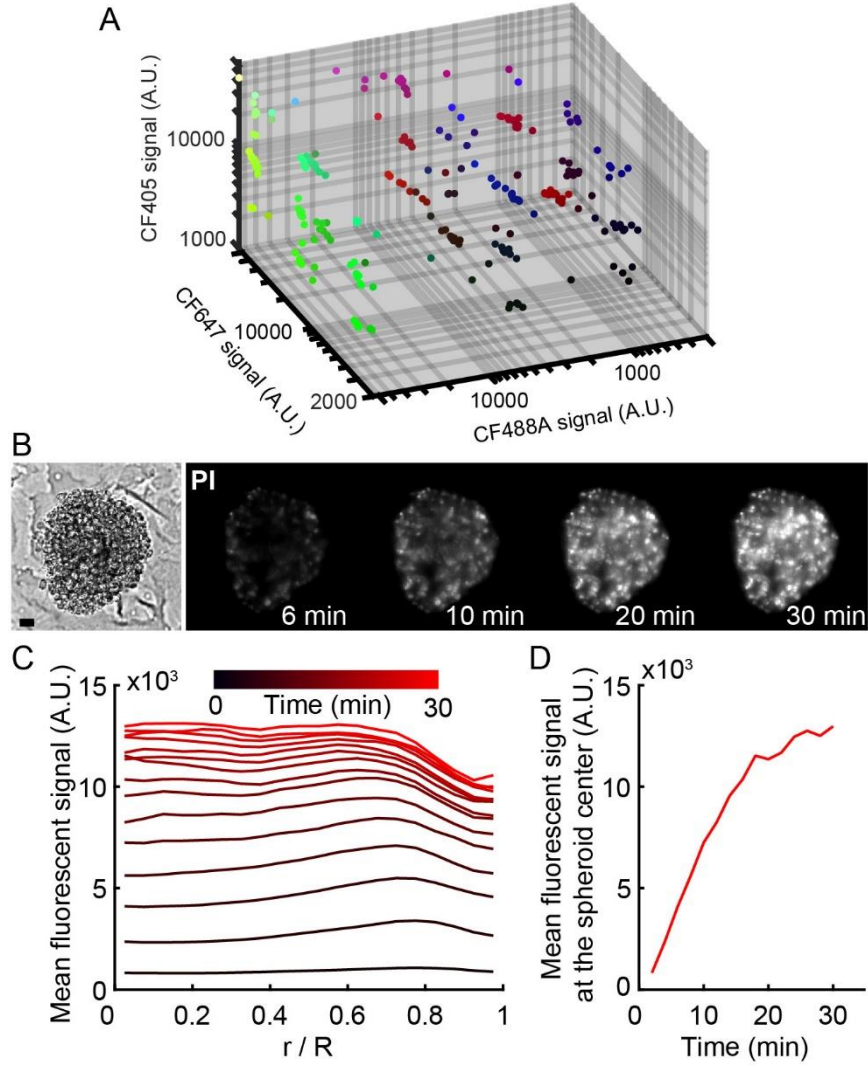 A
CF405 signal (A.U.)
10000
1000
CF647 signal (A.U.)
10000
2000
10000
1000
CF488A signal (A.U.)
B
PI
6 min
10 min
20 min
30 min
C
x10³
Mean fluorescent signal (A.U.)
15
10
5
0
0
Time (min)
30
0
0.2
0.4
0.6
0.8
1
r / R
D
x10³
Mean fluorescent signal
at the spheroid center (A.U.)
15
10
5
0
0
10
20
30
Time (min)